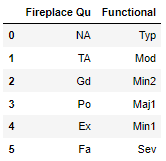 Fireplace Qu Functional
0 NA Typ
1 TA Mod
2 Gd Min2
3 Po Maj1
4 Ex Min1
5 Fa Sev